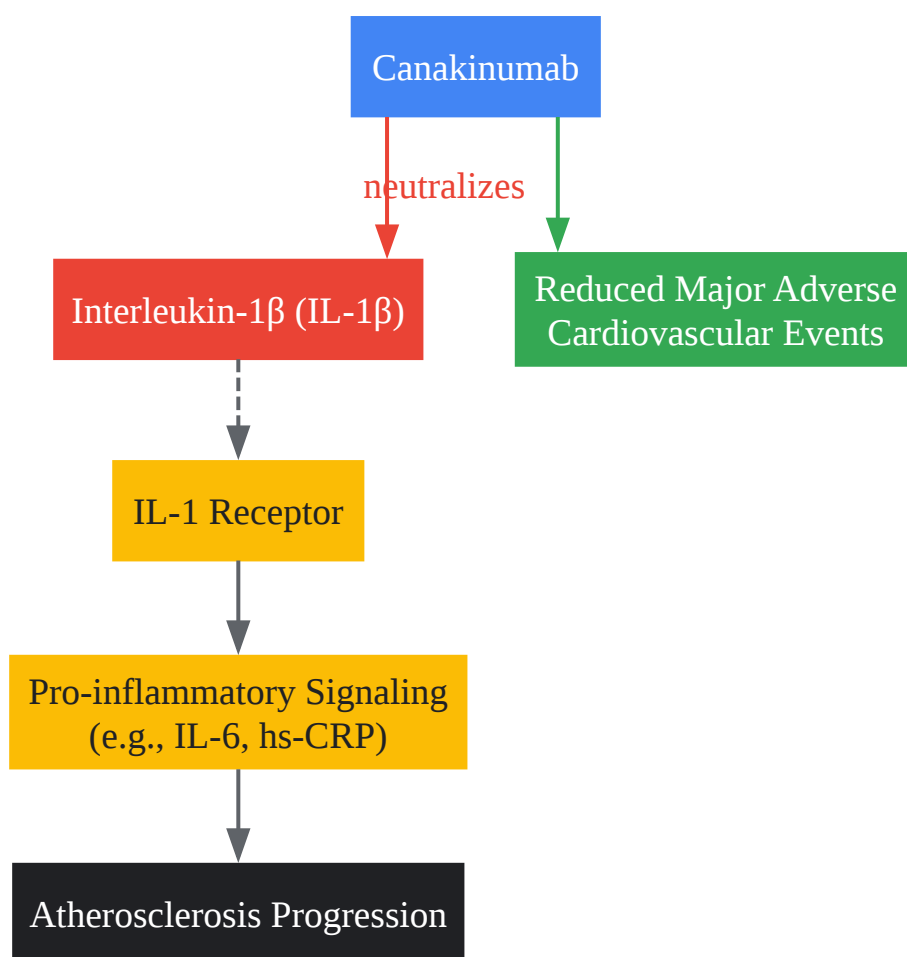 Canakinumab
neutralizes
Interleukin-1β (IL-1β)
Reduced Major Adverse
Cardiovascular Events
IL-1 Receptor
Pro-inflammatory Signaling
(e.g., IL-6, hs-CRP)
Atherosclerosis Progression